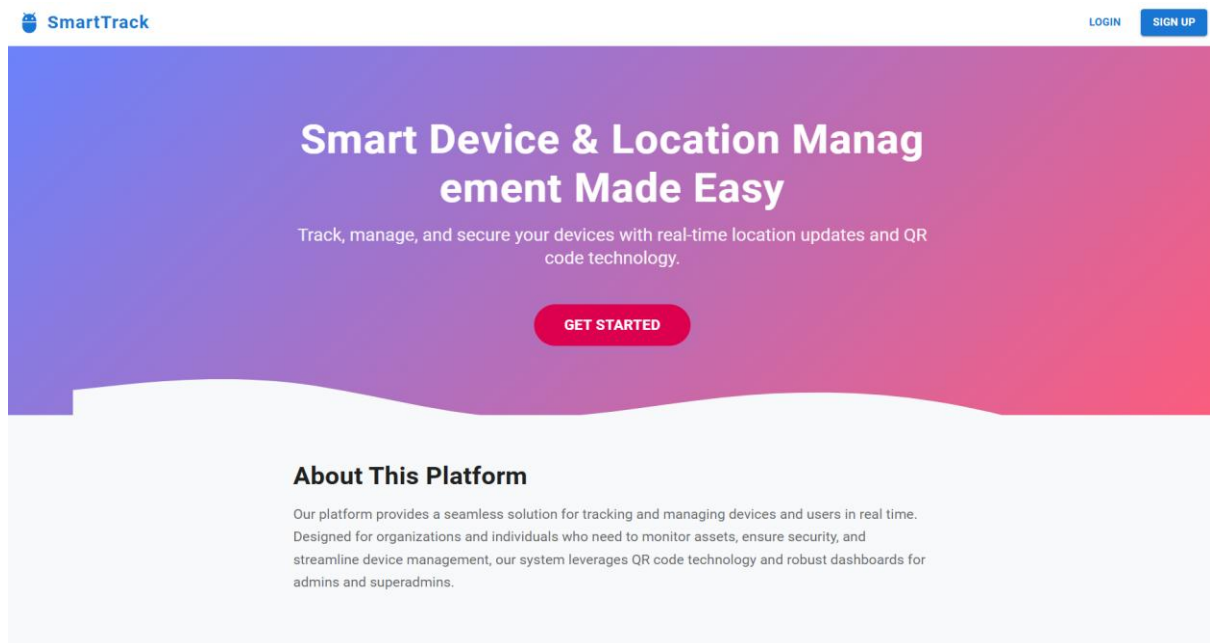 SmartTrack
LOGIN
SIGN UP
Smart Device & Location Manag
ement Made Easy
Track, manage, and secure your devices with real-time location updates and QR
code technology.
GET STARTED
About This Platform
Our platform provides a seamless solution for tracking and managing devices and users in real time.
Designed for organizations and individuals who need to monitor assets, ensure security, and
streamline device management, our system leverages QR code technology and robust dashboards for
admins and superadmins.